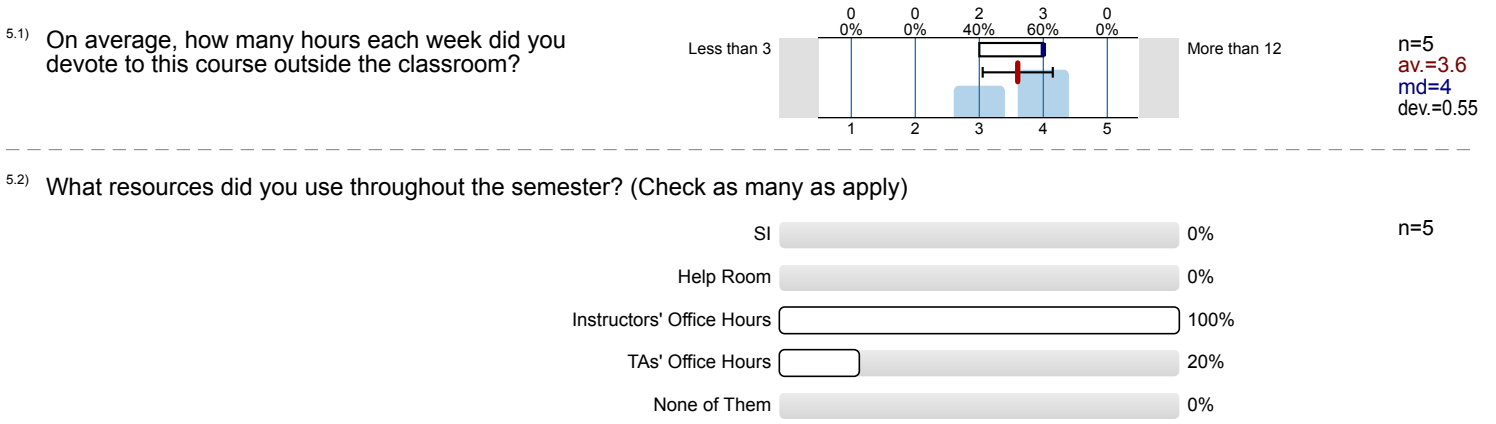 0 0 2 3 0
0% 0% 40% 60% 0%
5.1) On average, how many hours each week did you
devote to this course outside the classroom?
Less than 3
More than 12
1 2 3 4 5
n=5
av.=3.6
md=4
dev.=0.55
5.2) What resources did you use throughout the semester? (Check as many as apply)
SI 0%
n=5
Help Room 0%
Instructors' Office Hours 100%
TAs' Office Hours 20%
None of Them 0%